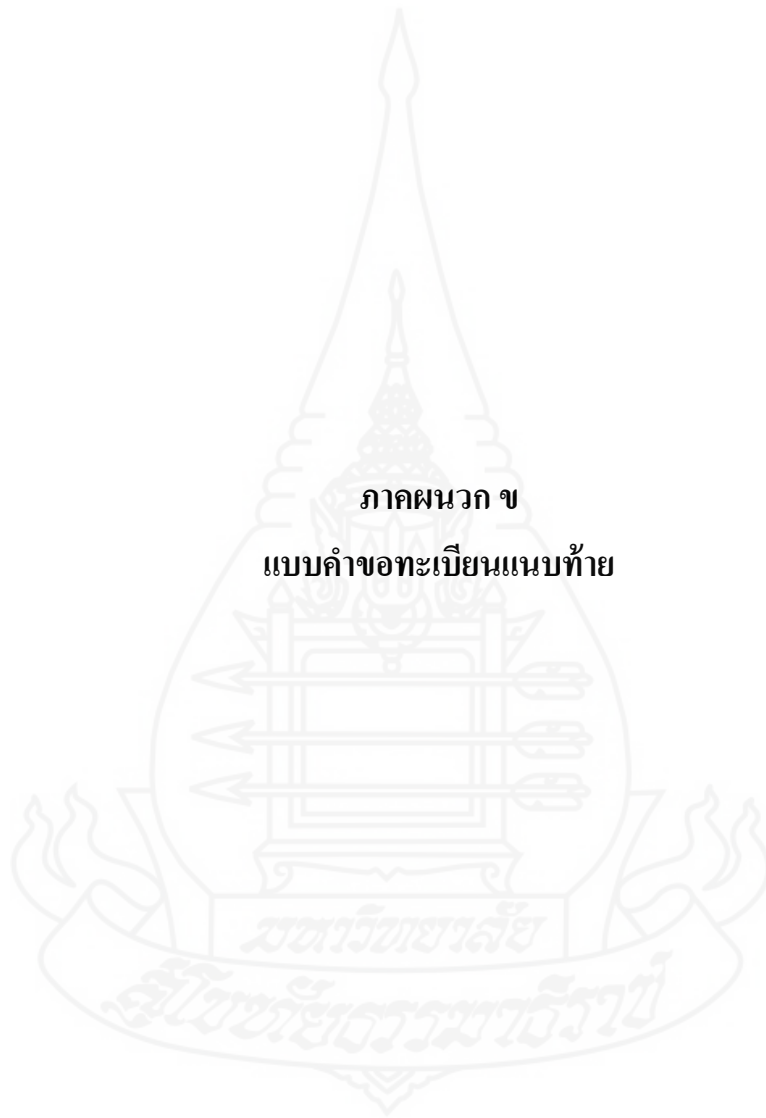 ภาคผนวก ข
แบบคำขอทะเบียนแนบท้าย
มหาวิทยาลัย
สุโขทัยธรรมาธิราช